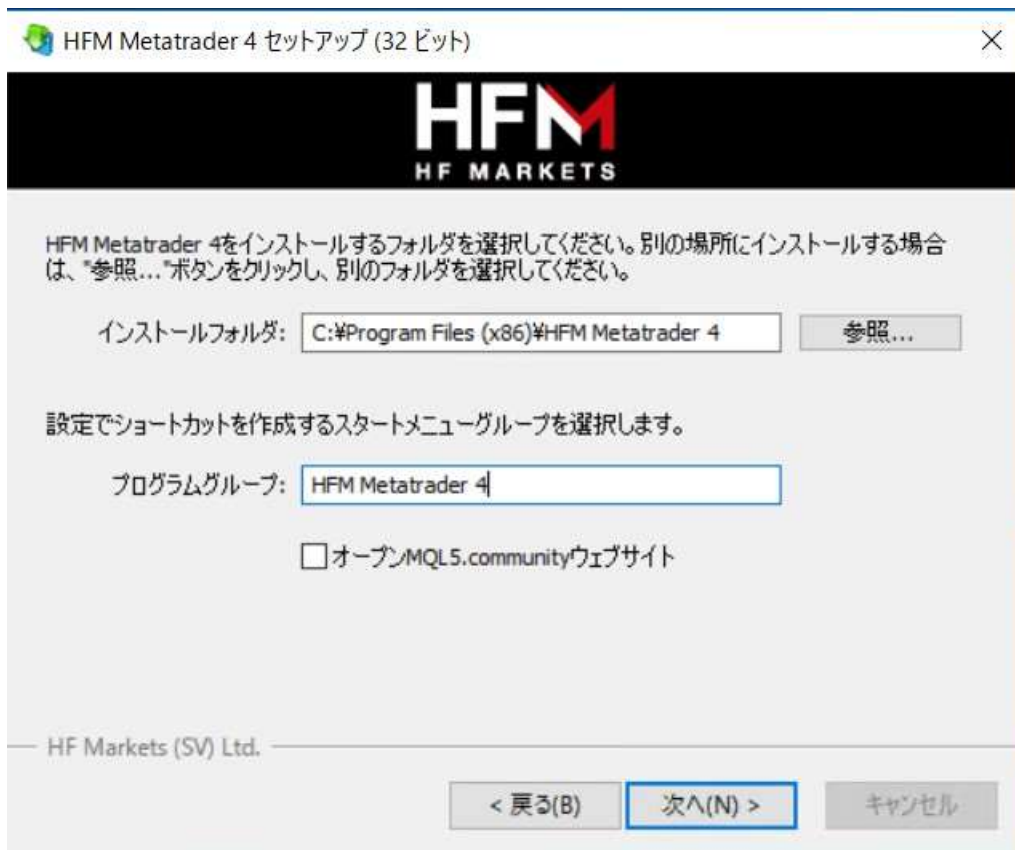 HFM Metatrader 4 セットアップ (32 ビット)
HFM
HF MARKETS
HFM Metatrader 4をインストールするフォルダを選択してください。別の場所にインストールする場合
は、"参照..."ボタンをクリックし、別のフォルダを選択してください。
インストールフォルダ: C:¥Program Files (x86)¥HFM Metatrader 4 参照...
設定でショートカットを作成するスタートメニューグループを選択します。
プログラムグループ: HFM Metatrader 4
オープンMQL5.communityウェブサイト
HF Markets (SV) Ltd.
< 戻る(B) 次へ(N) > キャンセル